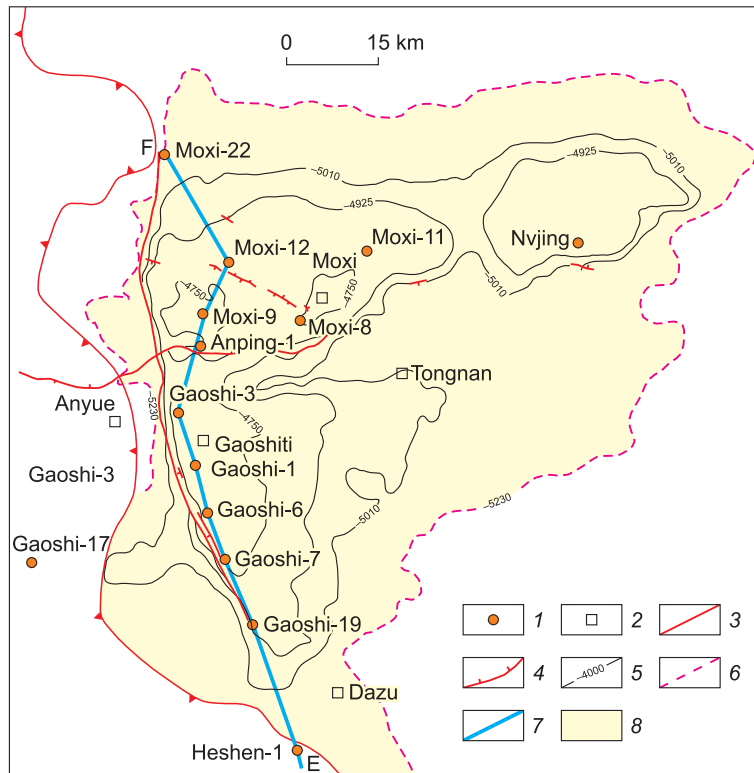 0 15 km
F
Moxi-22
–5010
–4925
–5010
–4925
Moxi-12
Moxi-11
Nvjing
Moxi
–5010
–4750
–4750
Moxi-9
Moxi-8
Anping-1
Tongnan
Gaoshi-3
–5230
Anyue
–4750
Gaoshiti
Gaoshi-3
Gaoshi-1
–5230
–5010
Gaoshi-6
Gaoshi-17
Gaoshi-7
Gaoshi-19
1 2 3
–4000
4 5 6
Dazu
7 8
Heshen-1
E